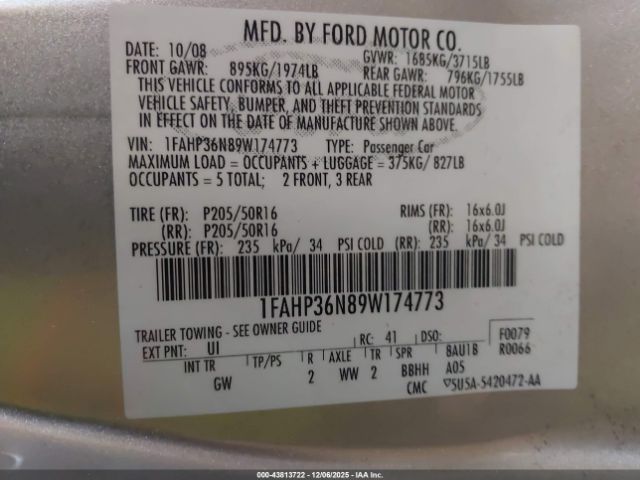 MFD. BY FORD MOTOR CO.
DATE: 10/08 GVWR: 1685KG/3715LB
FRONT GAWR: 895KG/1974LB REAR GAWR: 796KG/1755LB
THIS VEHICLE CONFORMS TO ALL APPLICABLE FEDERAL MOTOR
VEHICLE SAFETY, BUMPER, AND THEFT PREVENTION STANDARDS
IN EFFECT ON THE DATE OF MANUFACTURE SHOWN ABOVE.
VIN: 1FAHP36N89W174773 TYPE: Passenger Car
MAXIMUM LOAD = OCCUPANTS + LUGGAGE = 375KG/ 827LB
OCCUPANTS = 5 TOTAL; 2 FRONT, 3 REAR
TIRE (FR): P205/50R16 RIMS (FR): 16x6.0J
(RR): P205/50R16 (RR): 16x6.0J
PRESSURE (FR): 235 kPa/ 34 PSI COLD (RR): 235 kPa/ 34 PSI COLD
1FAHP36N89W174773
TRAILER TOWING - SEE OWNER GUIDE
EXT PNT: UI RC: 41 DSO: F0079
INT TR TP/PS R AXLE TR SPR 8AU1B R0066
GW 2 WW 2 BBHH A05
CMC ▽5U5A-5420472-AA
000-43813722 - 12/06/2025 - IAAI.CA